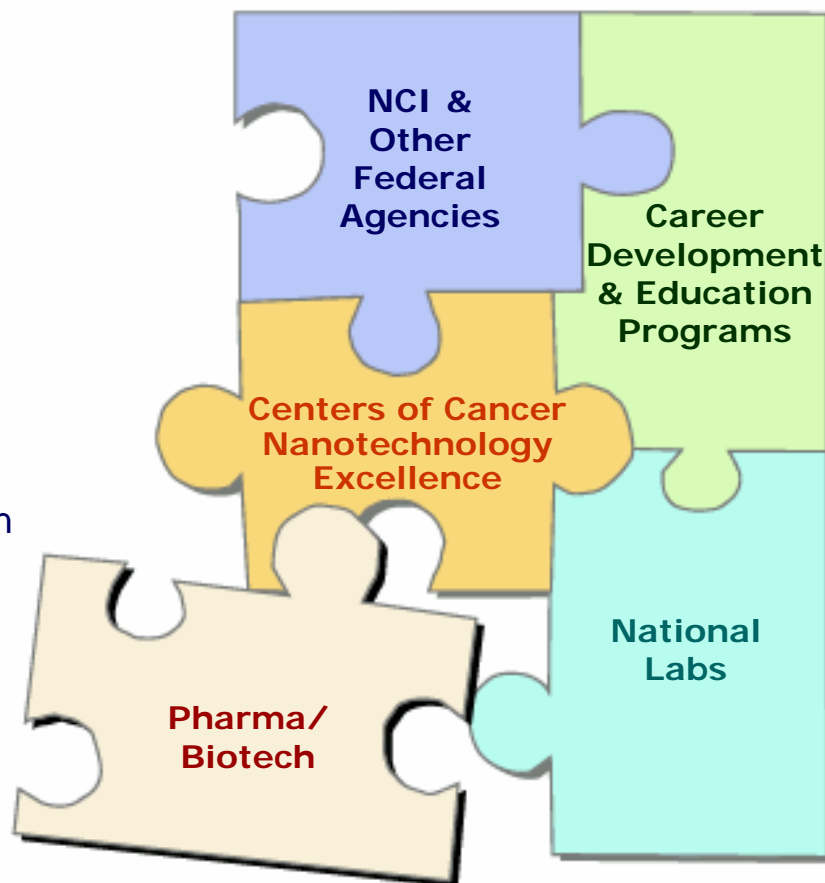 NCI &
Other
Federal
Agencies
Career
Development
& Education
Programs
Centers of Cancer
Nanotechnology
Excellence
National
Labs
Pharma/
Biotech